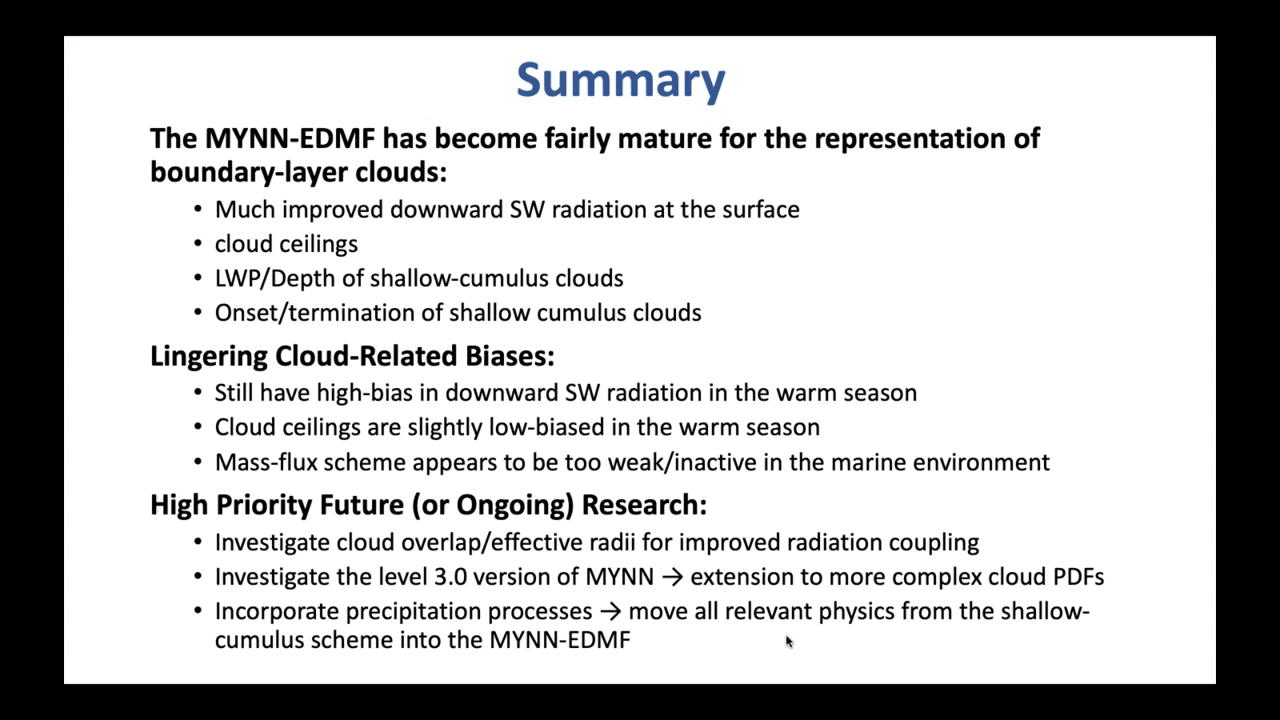 Summary
The MYNN-EDMF has become fairly mature for the representation of
boundary-layer clouds:
• Much improved downward SW radiation at the surface
• cloud ceilings
• LWP/Depth of shallow-cumulus clouds
• Onset/termination of shallow cumulus clouds
Lingering Cloud-Related Biases:
• Still have high-bias in downward SW radiation in the warm season
• Cloud ceilings are slightly low-biased in the warm season
• Mass-flux scheme appears to be too weak/inactive in the marine environment
High Priority Future (or Ongoing) Research:
• Investigate cloud overlap/effective radii for improved radiation coupling
• Investigate the level 3.0 version of MYNN → extension to more complex cloud PDFs
• Incorporate precipitation processes → move all relevant physics from the shallow-
cumulus scheme into the MYNN-EDMF